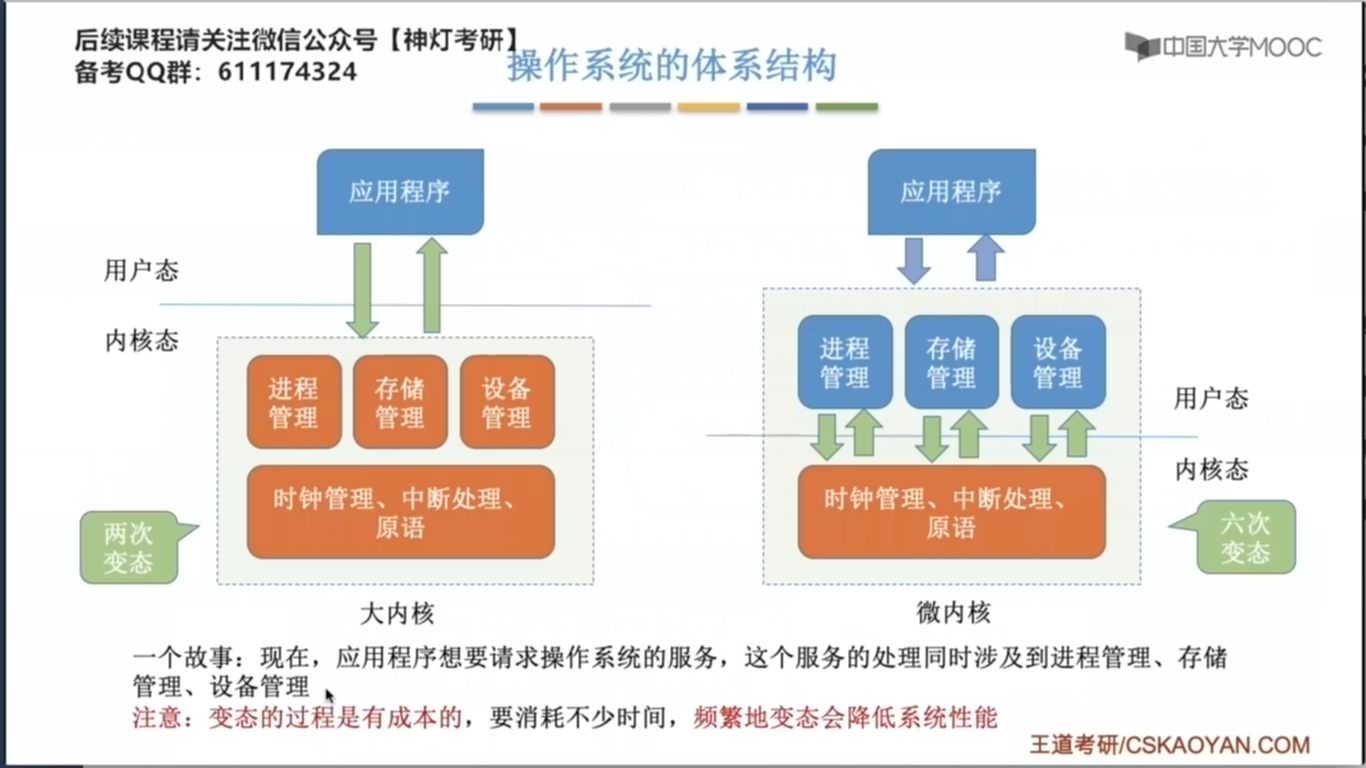 后续课程请关注微信公众号【神灯考研】
备考QQ群：611174324
操作系统的体系结构
中国大学MOOC
应用程序
用户态
内核态
进程
管理
存储
管理
设备
管理
时钟管理、中断处理、
原语
两次
变态
大内核
应用程序
进程
管理
存储
管理
设备
管理
用户态
内核态
时钟管理、中断处理、
原语
六次
变态
微内核
一个故事：现在，应用程序想要请求操作系统的服务，这个服务的处理同时涉及到进程管理、存储
管理、设备管理
注意：变态的过程是有成本的，要消耗不少时间，频繁地变态会降低系统性能
王道考研/CSKAOYAN.COM